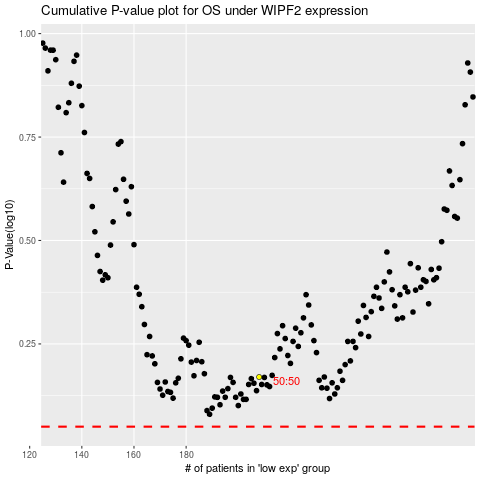 Cumulative P-value plot for OS under WIPF2 expression
1.00
0.75
0.50
0.25
P-Value(log10)
50:50
120 140 160 180
# of patients in 'low exp' group